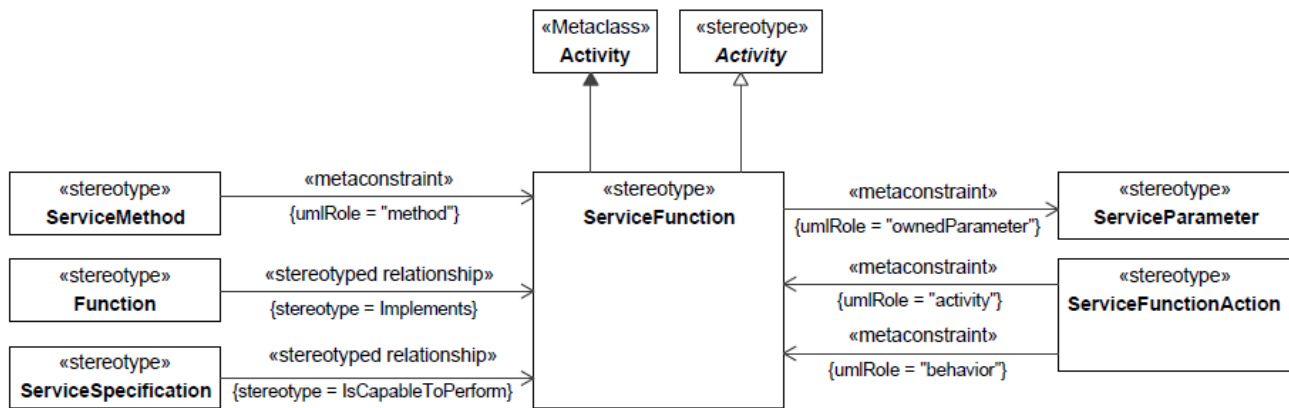 «Metaclass»
Activity
«stereotype»
Activity
«stereotype»
ServiceMethod
«metaconstraint»
{umlRole = "method"}
«stereotype»
ServiceFunction
«metaconstraint»
{umlRole = "ownedParameter"}
«stereotype»
ServiceParameter
«stereotype»
Function
«stereotyped relationship»
{stereotype = Implements}
«metaconstraint»
{umlRole = "activity"}
«stereotype»
ServiceFunctionAction
«metaconstraint»
{umlRole = "behavior"}
«stereotype»
ServiceSpecification
«stereotyped relationship»
{stereotype = IsCapableToPerform}